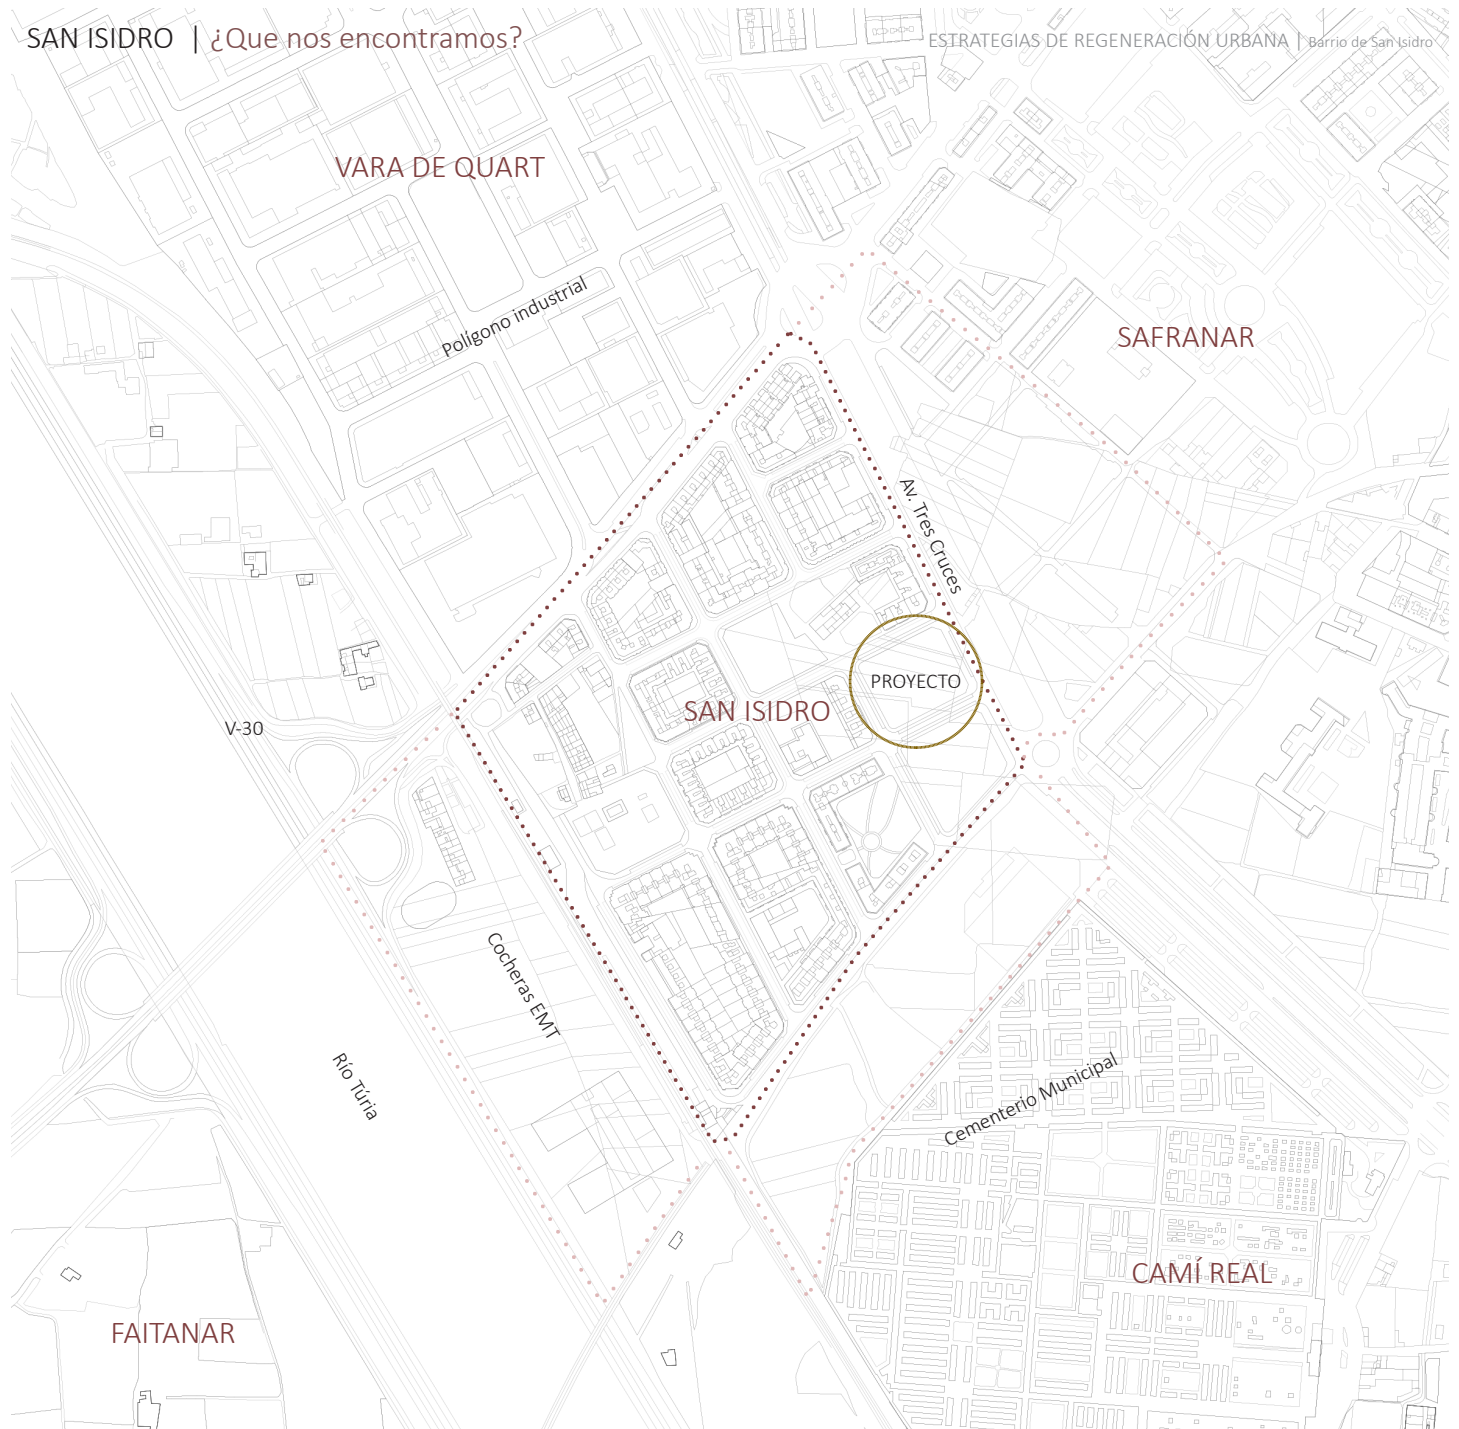 SAN ISIDRO | ¿Que nos encontramos?
ESTRATEGIAS DE REGENERACIÓN URBANA | Barrio de San Isidro
VARA DE QUART
Polígono industrial
SAFRANAR
Av. Tres Cruces
PROYECTO
SAN ISIDRO
V-30
Cocheras EMT
Río Túria
Cementerio Municipal
CAMÍ REAL
FAITANAR